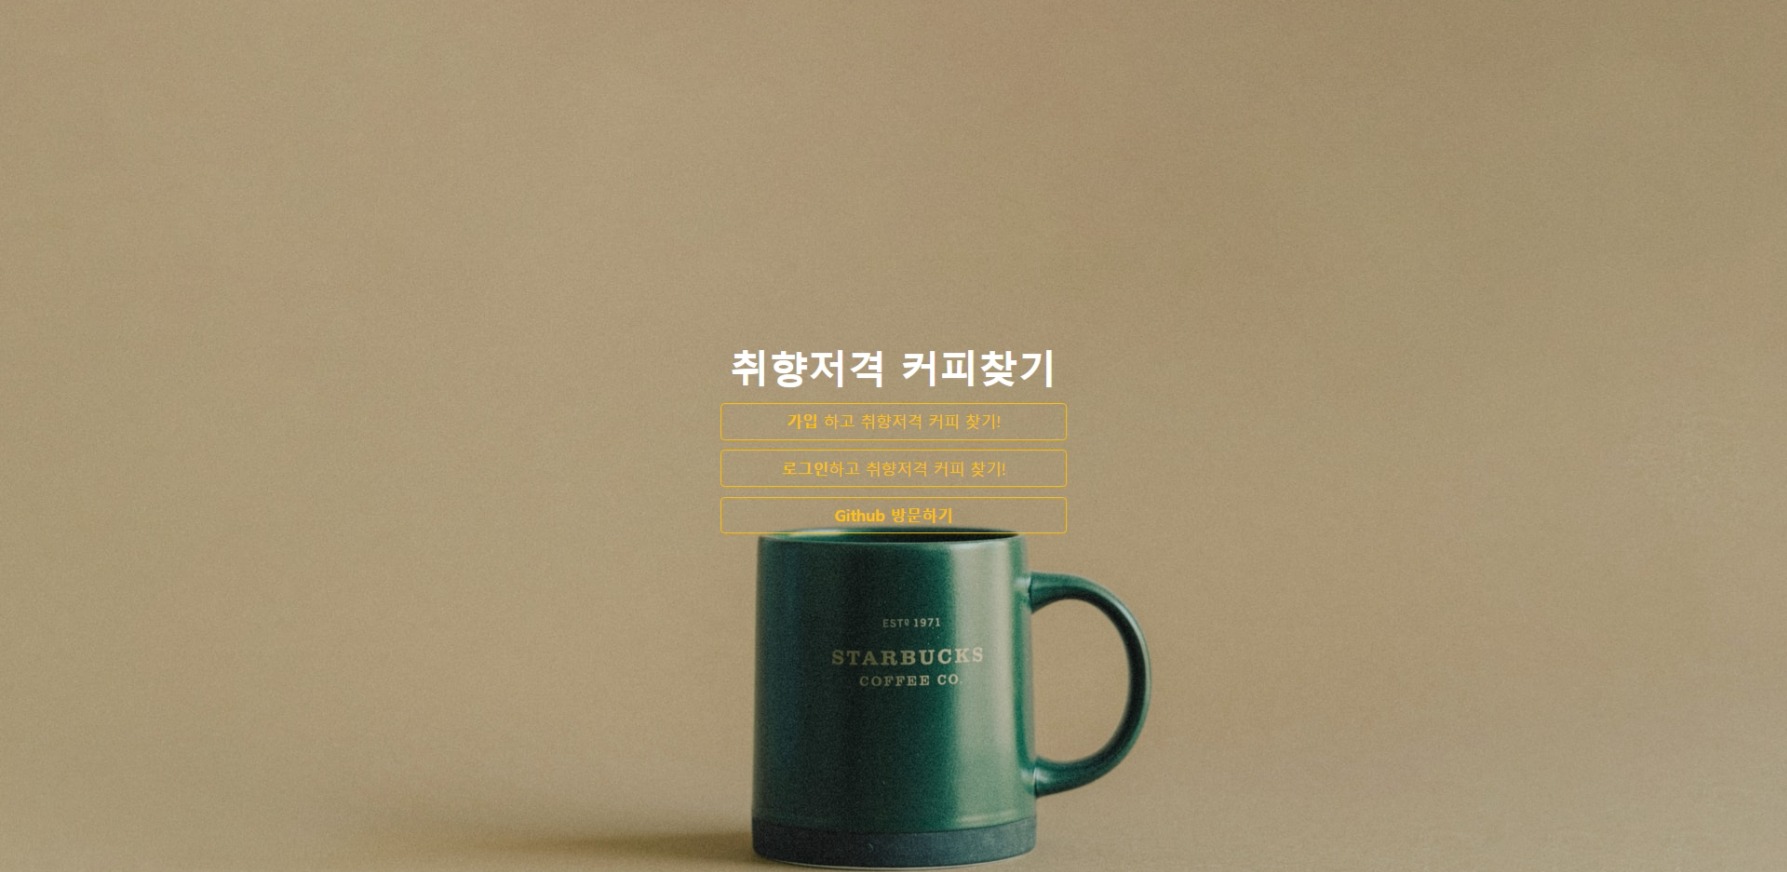 취향저격 커피찾기
가입 하고 취향저격 커피 찾기!
로그인하고 취향저격 커피 찾기!
Github 방문하기
ESTD 1971
STARBUCKS
COFFEE CO.